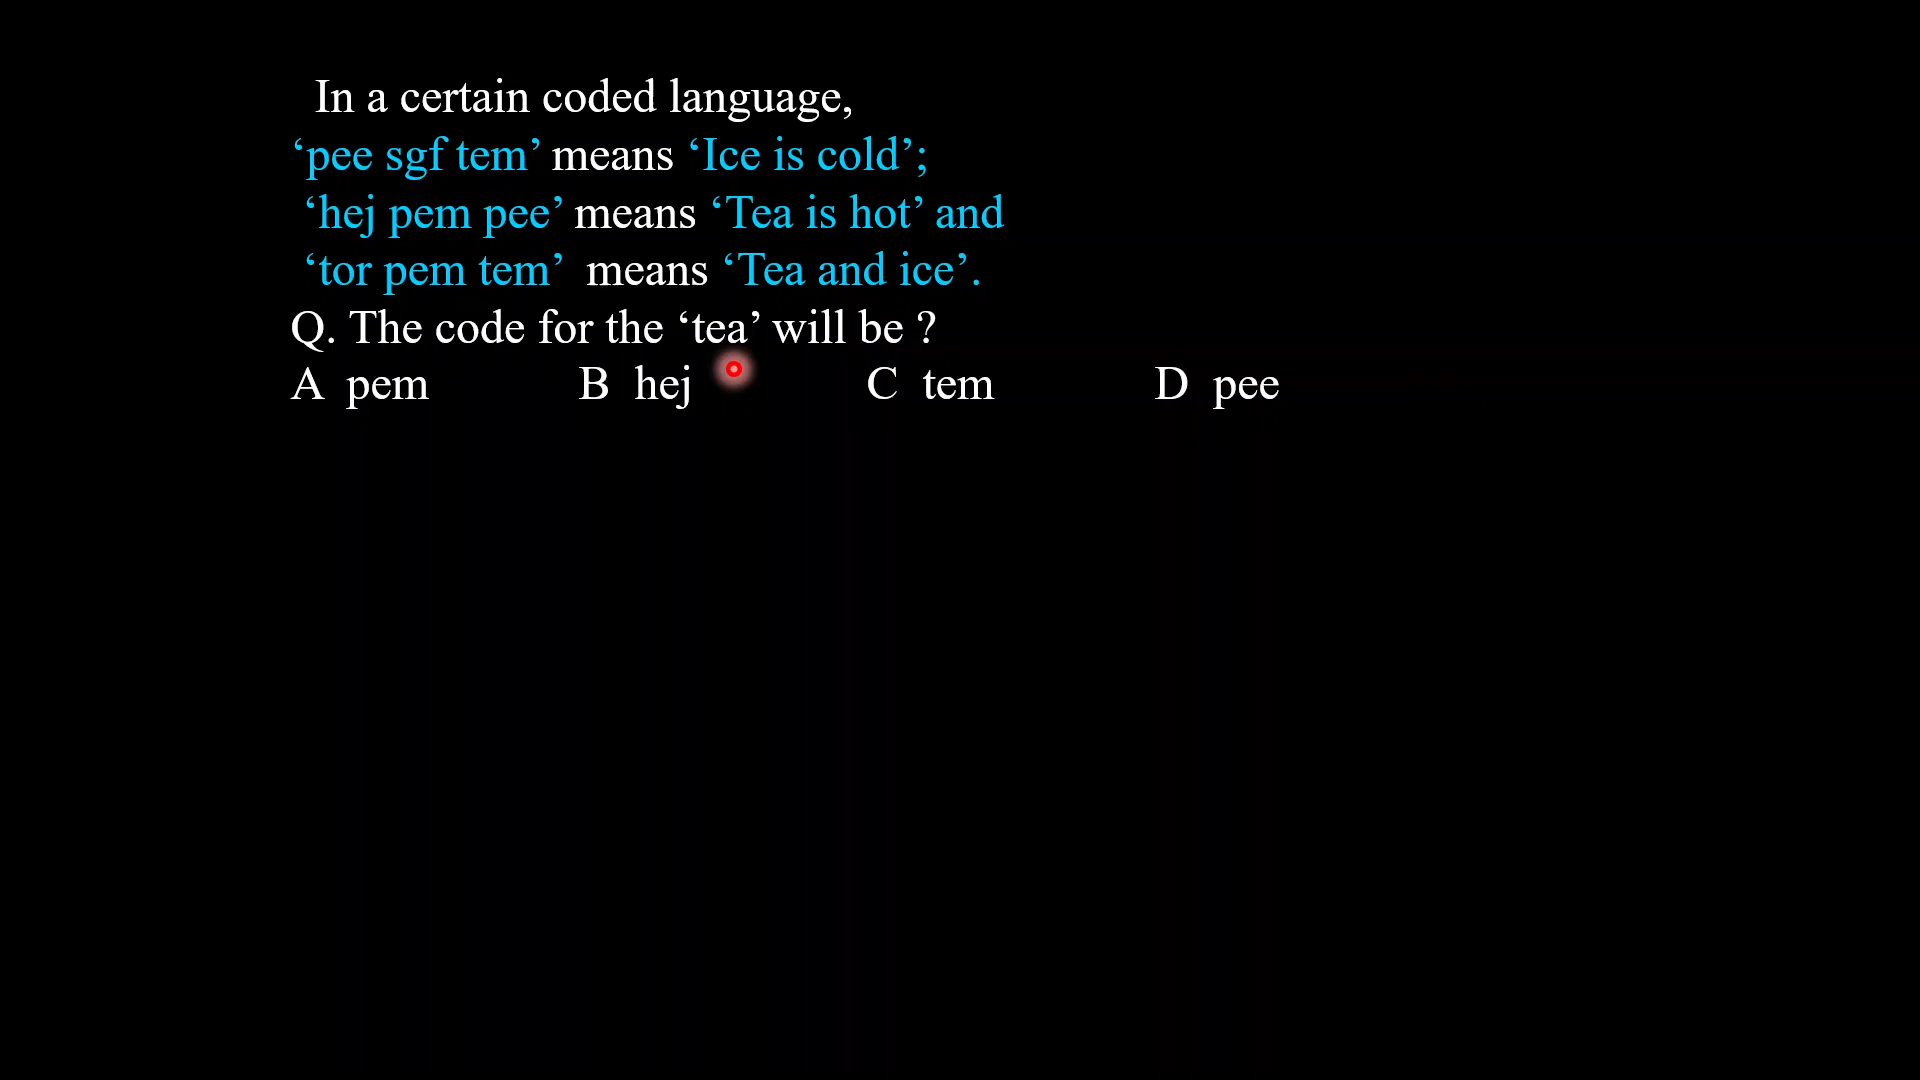 In a certain coded language,
‘pee sgf tem’ means ‘Ice is cold’;
‘hej pem pee’ means ‘Tea is hot’ and
‘tor pem tem’ means ‘Tea and ice’.
Q. The code for the ‘tea’ will be ?
A pem B hej C tem D pee